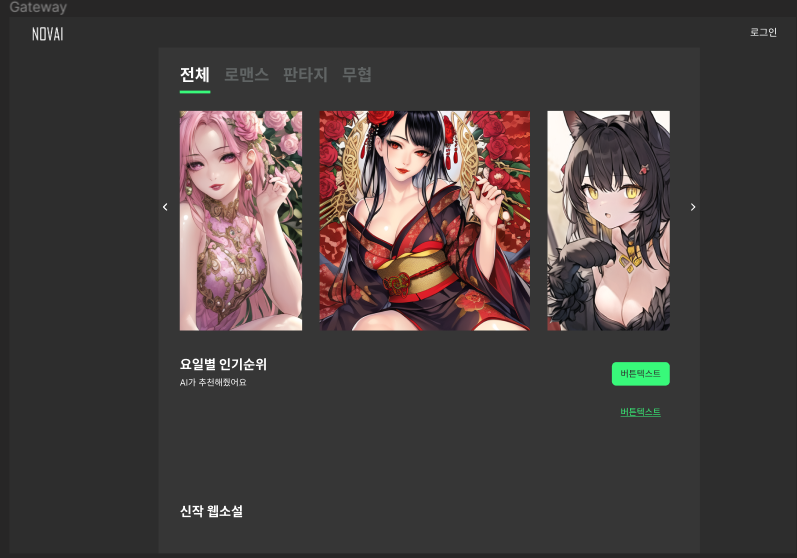 Gateway
NOVAI
로그인
전체 로맨스 판타지 무협
요일별 인기순위
AI가 추천해줬어요
버튼텍스트
버튼텍스트
신작 웹소설